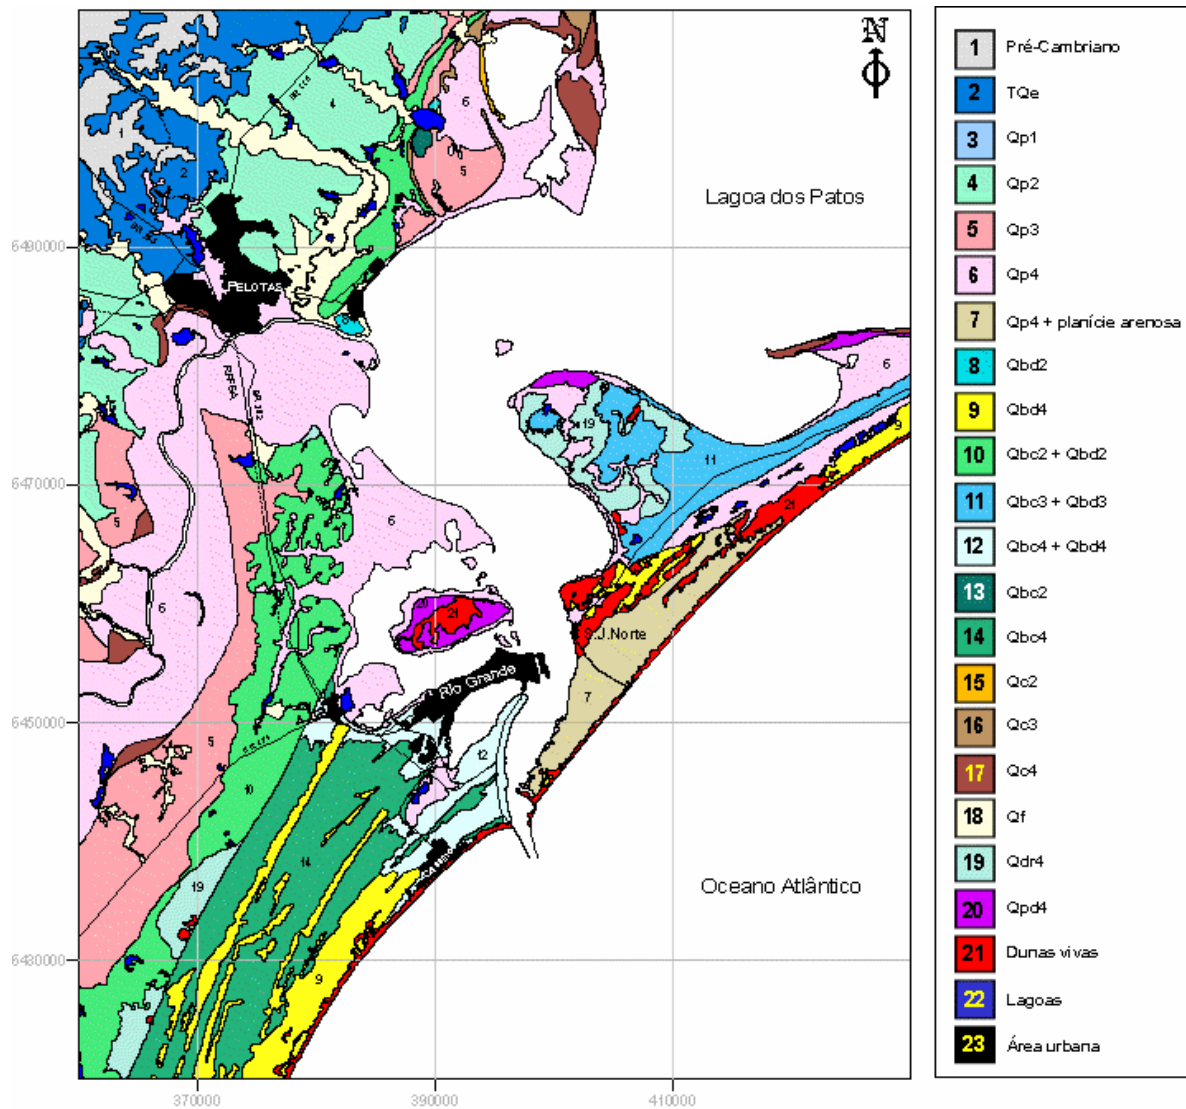 N
Lagoa dos Patos
Oceano Atlântico
PELOTAS
Rio Grande
S.J.Norte
RFFSA
BR 392
6490000
6470000
6450000
6430000
370000
390000
410000
1 Pré-Cambriano
2 TQe
3 Qp1
4 Qp2
5 Qp3
6 Qp4
7 Qp4 + planície arenosa
8 Qbd2
9 Qbd4
10 Qbc2 + Qbd2
11 Qbc3 + Qbd3
12 Qbc4 + Qbd4
13 Qbc2
14 Qbc4
15 Qc2
16 Qc3
17 Qc4
18 Qf
19 Qdr4
20 Qpd4
21 Dunas vivas
22 Lagoas
23 Área urbana